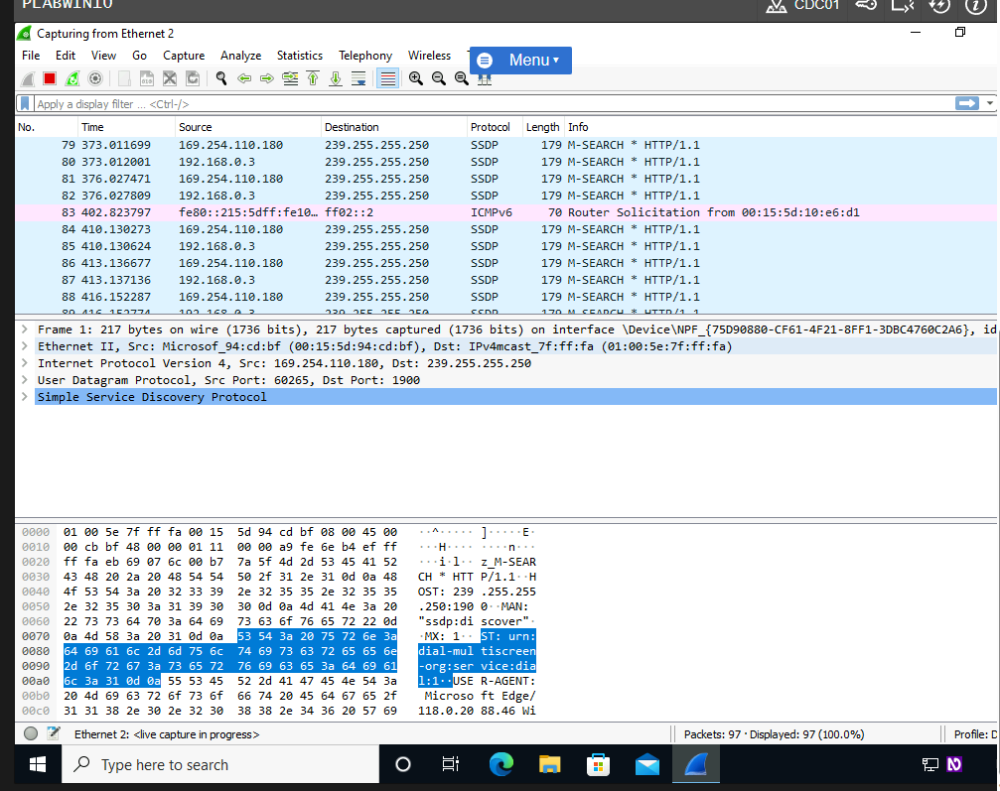 PLABWIN10 CDC01
Capturing from Ethernet 2
File Edit View Go Capture Analyze Statistics Telephony Wireless Menu
Apply a display filter ... <Ctrl-/>
No. Time Source Destination Protocol Length Info
79 373.011699 169.254.110.180 239.255.255.250 SSDP 179 M-SEARCH * HTTP/1.1
80 373.012001 192.168.0.3 239.255.255.250 SSDP 179 M-SEARCH * HTTP/1.1
81 376.027471 169.254.110.180 239.255.255.250 SSDP 179 M-SEARCH * HTTP/1.1
82 376.027809 192.168.0.3 239.255.255.250 SSDP 179 M-SEARCH * HTTP/1.1
83 402.823797 fe80::215:5dff:fe10… ff02::2 ICMPv6 70 Router Solicitation from 00:15:5d:10:e6:d1
84 410.130273 169.254.110.180 239.255.255.250 SSDP 179 M-SEARCH * HTTP/1.1
85 410.130624 192.168.0.3 239.255.255.250 SSDP 179 M-SEARCH * HTTP/1.1
86 413.136677 169.254.110.180 239.255.255.250 SSDP 179 M-SEARCH * HTTP/1.1
87 413.137136 192.168.0.3 239.255.255.250 SSDP 179 M-SEARCH * HTTP/1.1
88 416.152287 169.254.110.180 239.255.255.250 SSDP 179 M-SEARCH * HTTP/1.1
89 416.152774 192.168.0.3 239.255.255.250 SSDP 179 M-SEARCH * HTTP/1.1
Frame 1: 217 bytes on wire (1736 bits), 217 bytes captured (1736 bits) on interface \Device\NPF_{75D90880-CF61-4F21-8FF1-3DBC4760C2A6}, id
Ethernet II, Src: Microsof_94:cd:bf (00:15:5d:94:cd:bf), Dst: IPv4mcast_7f:ff:fa (01:00:5e:7f:ff:fa)
Internet Protocol Version 4, Src: 169.254.110.180, Dst: 239.255.255.250
User Datagram Protocol, Src Port: 60265, Dst Port: 1900
Simple Service Discovery Protocol
0000 01 00 5e 7f ff fa 00 15 5d 94 cd bf 08 00 45 00 ··^····· ]·····E·
0010 00 cb bf 48 00 00 01 11 00 00 a9 fe 6e b4 ef ff ···H···· ····n···
0020 ff fa eb 69 07 6c 00 b7 7a 5f 4d 2d 53 45 41 52 ···i·l·· z_M-SEAR
0030 43 48 20 2a 20 48 54 54 50 2f 31 2e 31 0d 0a 48 CH * HTT P/1.1··H
0040 4f 53 54 3a 20 32 33 39 2e 32 35 35 2e 32 35 35 OST: 239 .255.255
0050 2e 32 35 30 3a 31 39 30 30 0d 0a 4d 41 4e 3a 20 .250:190 0··MAN:
0060 22 73 73 64 70 3a 64 69 73 63 6f 76 65 72 22 0d "ssdp:di scover"·
0070 0a 4d 58 3a 20 31 0d 0a 53 54 3a 20 75 72 6e 3a ·MX: 1·· ST: urn:
0080 64 69 61 6c 2d 6d 75 6c 74 69 73 63 72 65 65 6e dial-mul tiscreen
0090 2d 6f 72 67 3a 73 65 72 76 69 63 65 3a 64 69 61 -org:ser vice:dia
00a0 6c 3a 31 0d 0a 55 53 45 52 2d 41 47 45 4e 54 3a l:1··USE R-AGENT:
00b0 20 4d 69 63 72 6f 73 6f 66 74 20 45 64 67 65 2f Microso ft Edge/
00c0 31 31 38 2e 30 2e 32 30 38 38 2e 34 36 20 57 69 118.0.20 88.46 Wi
Ethernet 2: <live capture in progress> Packets: 97 · Displayed: 97 (100.0%) Profile: D
Type here to search